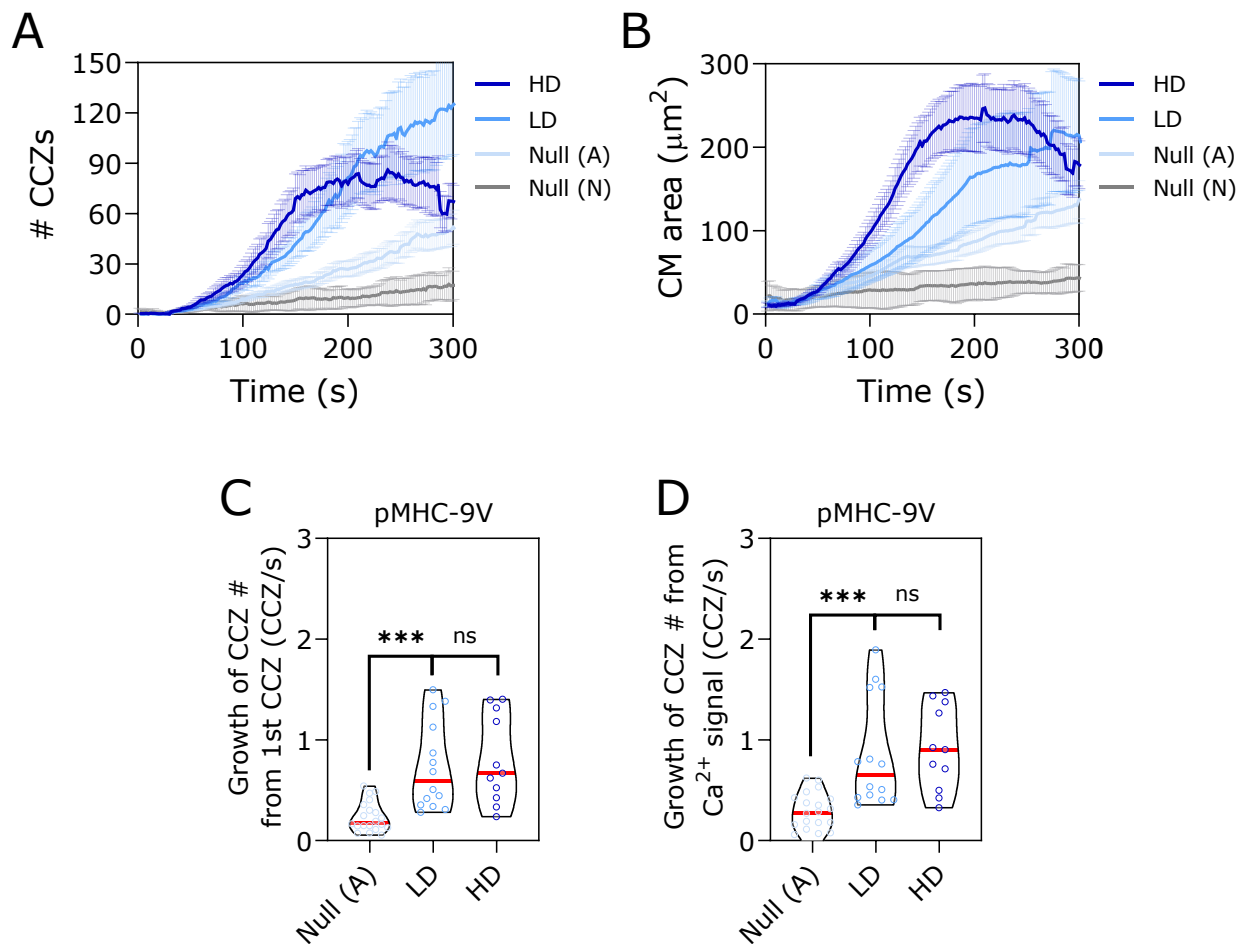 A
150
120
90
60
30
0
# CCZs
0 100 200 300
Time (s)
HD
LD
Null (A)
Null (N)
B
300
200
100
0
CM area (μm²)
0 100 200 300
Time (s)
HD
LD
Null (A)
Null (N)
C
pMHC-9V
3
2
1
0
Growth of CCZ #
from 1st CCZ (CCZ/s)
*** ns
Null (A) LD HD
D
pMHC-9V
3
2
1
0
Growth of CCZ # from
Ca²⁺ signal (CCZ/s)
*** ns
Null (A) LD HD